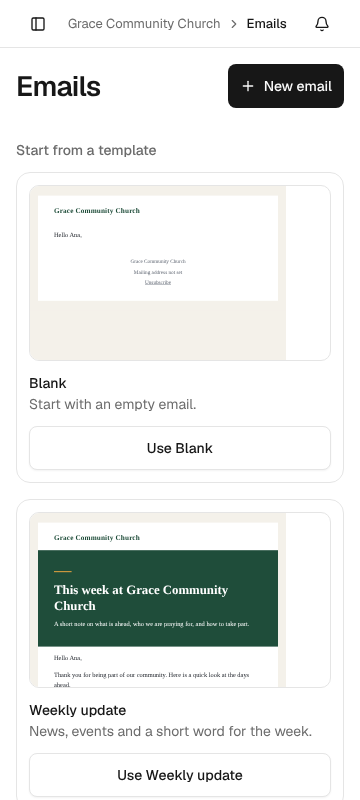 Grace Community Church > Emails
Emails
+ New email
Start from a template
Grace Community Church
Hello Ana,
Grace Community Church
Mailing address not set
Unsubscribe
Blank
Start with an empty email.
Use Blank
Grace Community Church
This week at Grace Community
Church
A short note on what is ahead, who we are praying for, and how to take part.
Hello Ana,
Thank you for being part of our community. Here is a quick look at the days
ahead.
Weekly update
News, events and a short word for the week.
Use Weekly update